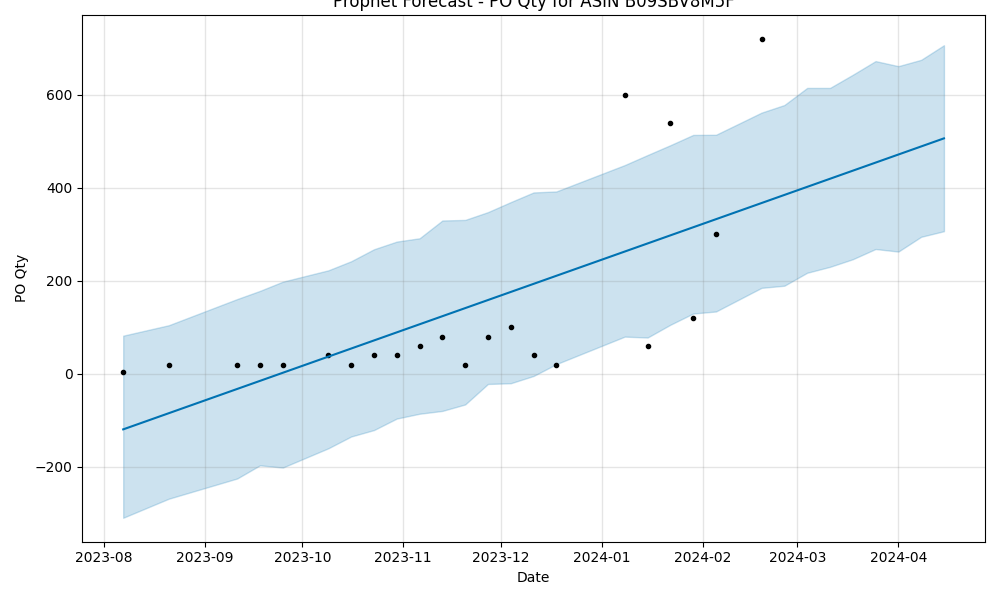 Prophet Forecast - PO Qty for ASIN B09SBV8M5F
PO Qty
600
400
200
0
−200
2023-08 2023-09 2023-10 2023-11 2023-12 2024-01 2024-02 2024-03 2024-04
Date